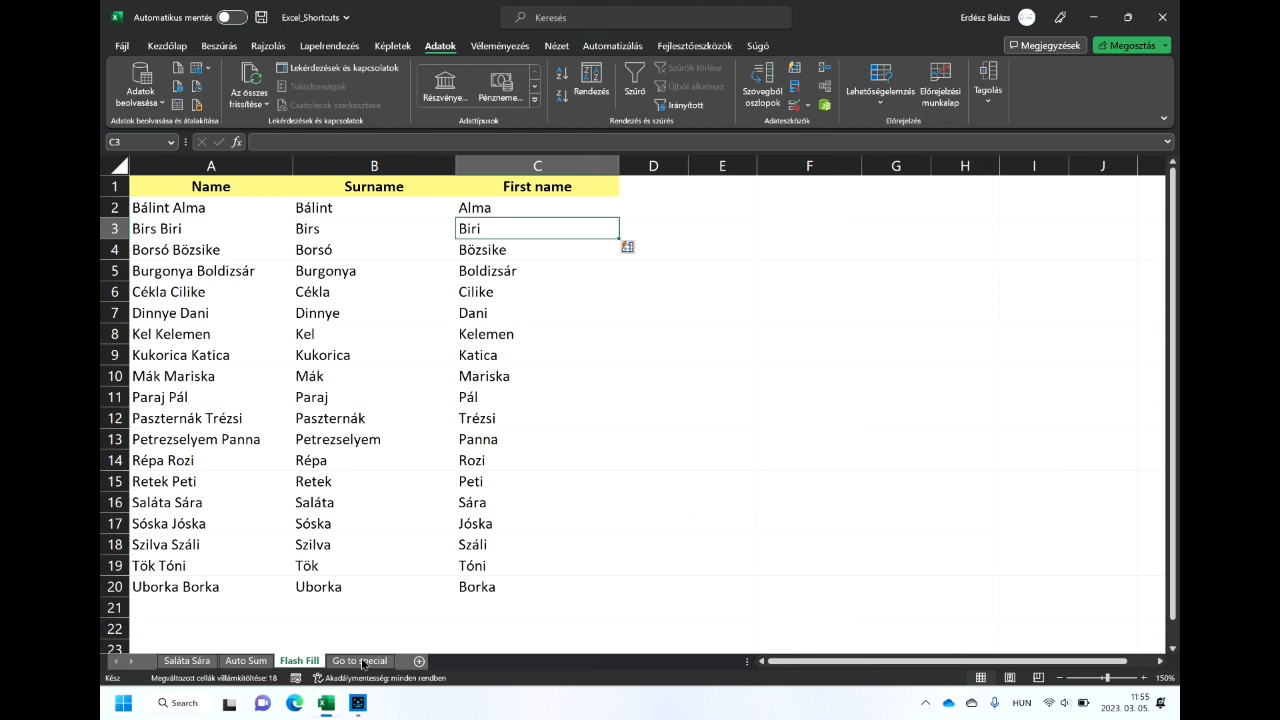 Automatikus mentés Excel_Shortcuts Keresés Erdész Balázs
Fájl Kezdőlap Beszúrás Rajzolás Lapelrendezés Képletek Adatok Véleményezés Nézet Automatizálás Fejlesztőeszközök Súgó Megjegyzések Megosztás
Adatok beolvasása
Az összes frissítése
Lekérdezések és kapcsolatok
Tulajdonságok
Csatolások szerkesztése
Részvénye...
Pénzneme...
Rendezés
Szűrő
Szűrők törlése
Újból alkalmaz
Irányított
Szövegből oszlopok
Lehetőségelemzés
Előrejelzési munkalap
Tagolás
Adatok beolvasása és átalakítása Lekérdezések és kapcsolatok Adattípusok Rendezés és szűrés Adateszközök Előrejelzés
C3 fx
A B C D E F G H I J
1 Name Surname First name
2 Bálint Alma Bálint Alma
3 Birs Biri Birs Biri
4 Borsó Bözsike Borsó Bözsike
5 Burgonya Boldizsár Burgonya Boldizsár
6 Cékla Cilike Cékla Cilike
7 Dinnye Dani Dinnye Dani
8 Kel Kelemen Kel Kelemen
9 Kukorica Katica Kukorica Katica
10 Mák Mariska Mák Mariska
11 Paraj Pál Paraj Pál
12 Paszternák Trézsi Paszternák Trézsi
13 Petrezselyem Panna Petrezselyem Panna
14 Répa Rozi Répa Rozi
15 Retek Peti Retek Peti
16 Saláta Sára Saláta Sára
17 Sóska Jóska Sóska Jóska
18 Szilva Száli Szilva Száli
19 Tök Tóni Tök Tóni
20 Uborka Borka Uborka Borka
21
22
23
Saláta Sára Auto Sum Flash Fill Go to special
Kész Megváltozott cellák villámkitöltése: 18 Akadálymentesség: minden rendben 150%
Search HUN 11:55
2023. 03. 05.